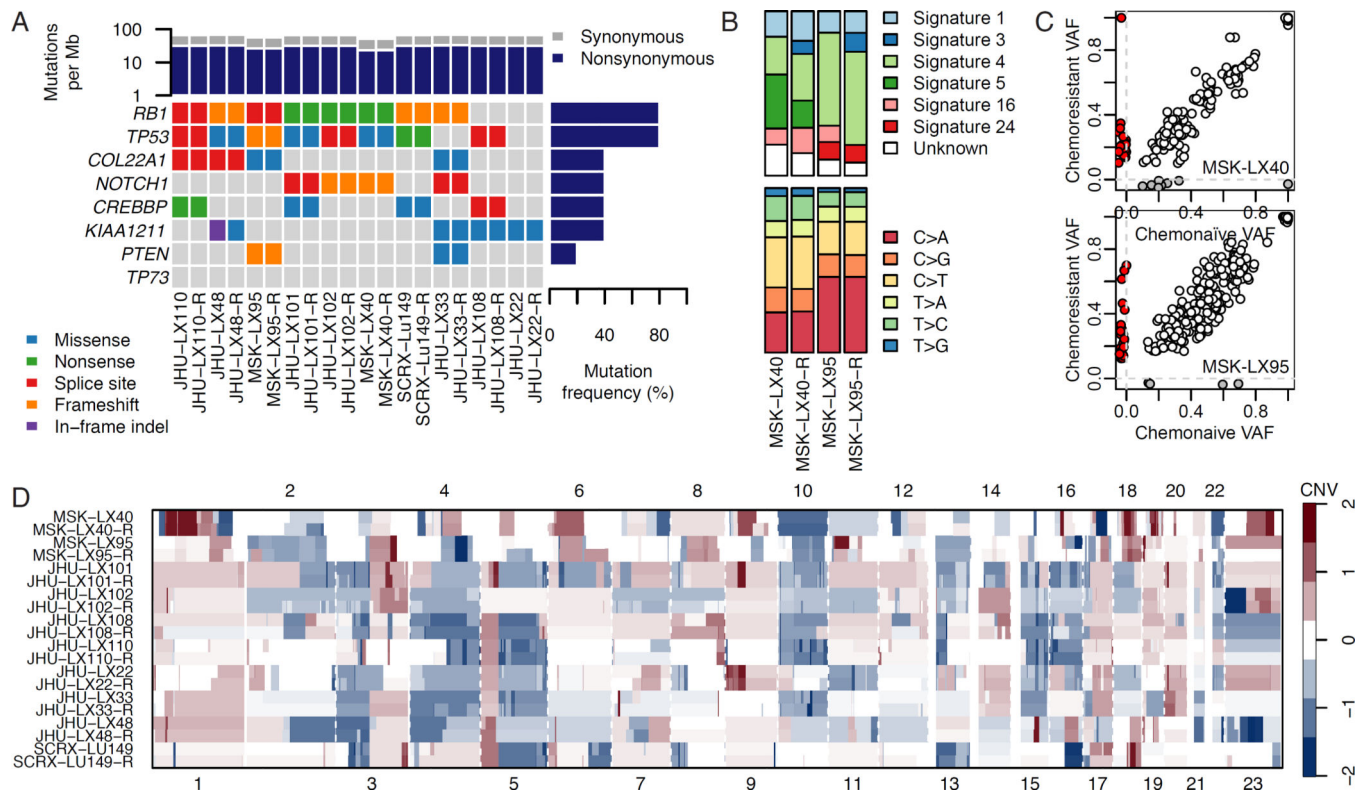 A
B
C
Mutations
per Mb
100
10
1
Synonymous
Nonsynonymous
RB1
TP53
COL22A1
NOTCH1
CREBBP
KIAA1211
PTEN
TP73
JHU-LX110
JHU-LX110-R
JHU-LX48
JHU-LX48-R
MSK-LX95
MSK-LX95-R
JHU-LX101
JHU-LX101-R
JHU-LX102
JHU-LX102-R
MSK-LX40
MSK-LX40-R
SCRX-Lu149
SCRX-Lu149-R
JHU-LX33
JHU-LX33-R
JHU-LX108
JHU-LX108-R
JHU-LX22
JHU-LX22-R
0
40
80
Mutation
frequency (%)
Missense
Nonsense
Splice site
Frameshift
In-frame indel
Signature 1
Signature 3
Signature 4
Signature 5
Signature 16
Signature 24
Unknown
C>A
C>G
C>T
T>A
T>C
T>G
MSK-LX40
MSK-LX40-R
MSK-LX95
MSK-LX95-R
Chemoresistant VAF
0.0
0.4
0.8
MSK-LX40
Chemonaïve VAF
Chemoresistant VAF
0.0
0.4
0.8
MSK-LX95
0.0
0.4
0.8
Chemonaive VAF
D
2
4
6
8
10
12
14
16
18
20
22
CNV
MSK-LX40
MSK-LX40-R
MSK-LX95
MSK-LX95-R
JHU-LX101
JHU-LX101-R
JHU-LX102
JHU-LX102-R
JHU-LX108
JHU-LX108-R
JHU-LX110
JHU-LX110-R
JHU-LX22
JHU-LX22-R
JHU-LX33
JHU-LX33-R
JHU-LX48
JHU-LX48-R
SCRX-LU149
SCRX-LU149-R
2
1
0
-1
-2
1
3
5
7
9
11
13
15
17
19
21
23